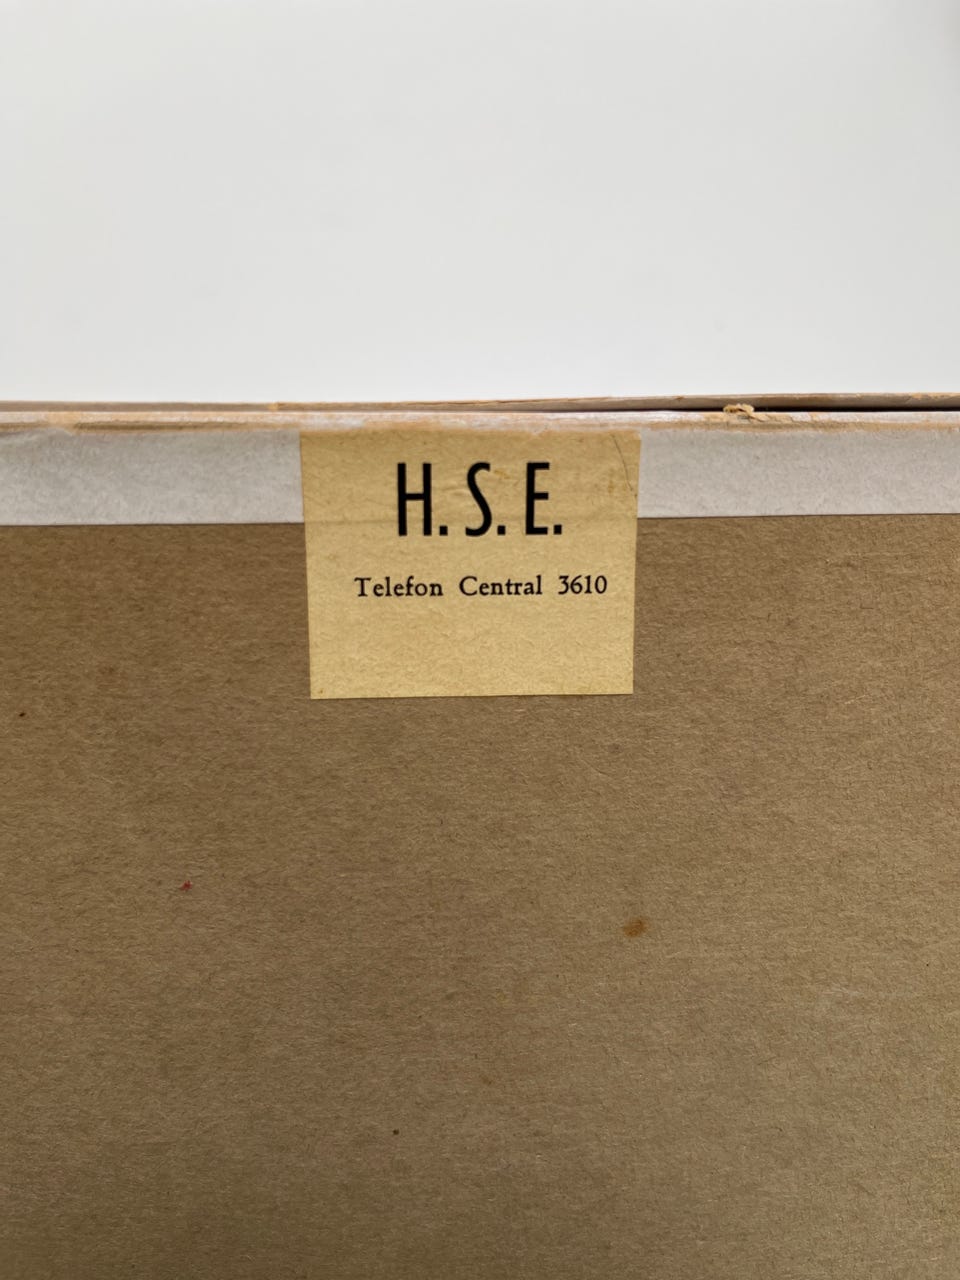 H. S. E.
Telefon Central 3610